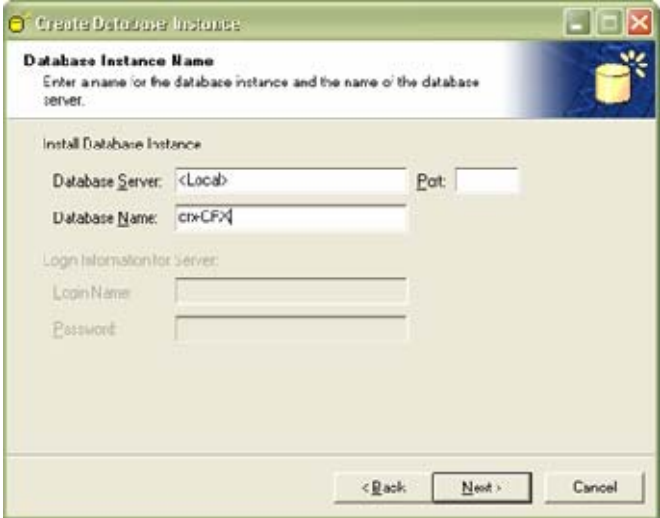 Create Database Instance
Database Instance Name
Enter a name for the database instance and the name of the database
server.
Install Database Instance
Database Server: <Local> Port:
Database Name: crx-CFX
Login Information for Server:
Login Name:
Password:
< Back Next > Cancel